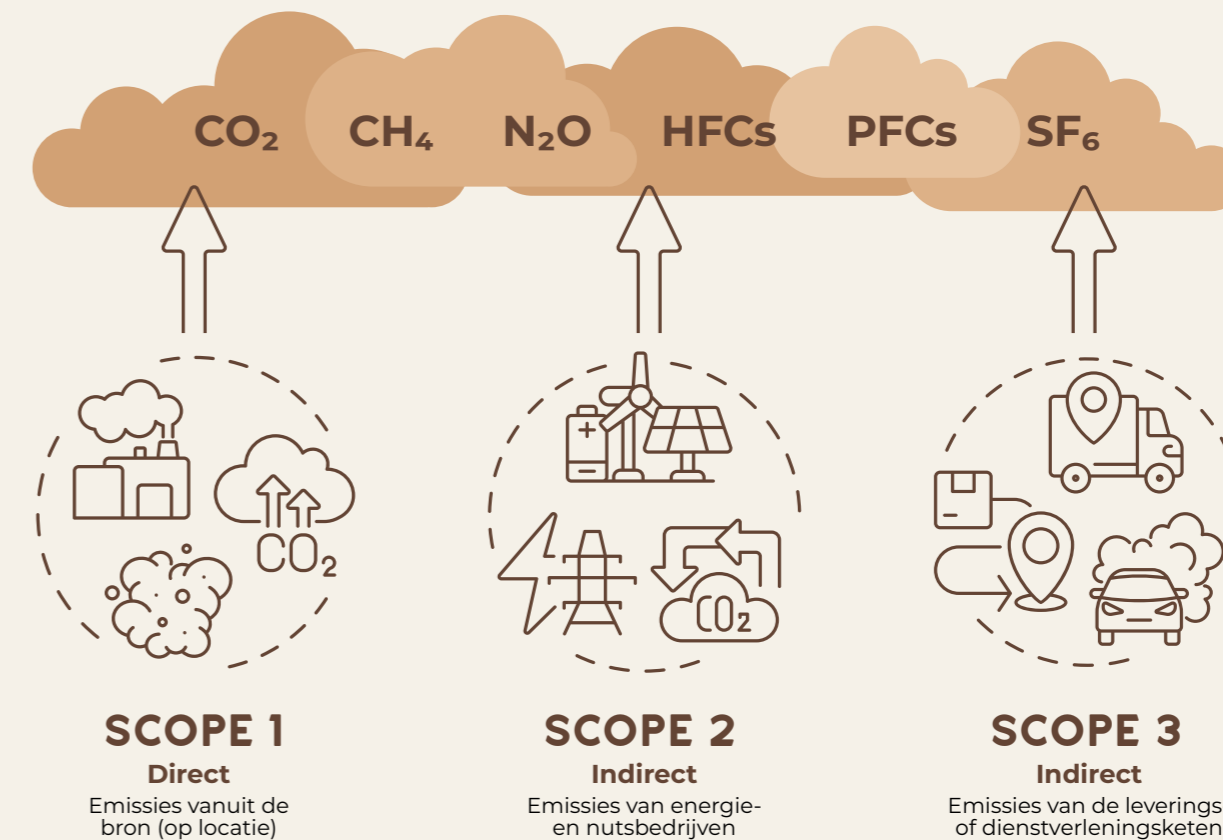 CO₂ CH₄ N₂O HFCs PFCs SF₆
CO₂
CO₂
SCOPE 1
Direct
Emissies vanuit de
bron (op locatie)
SCOPE 2
Indirect
Emissies van energie-
en nutsbedrijven
SCOPE 3
Indirect
Emissies van de leverings
of dienstverleningsketen